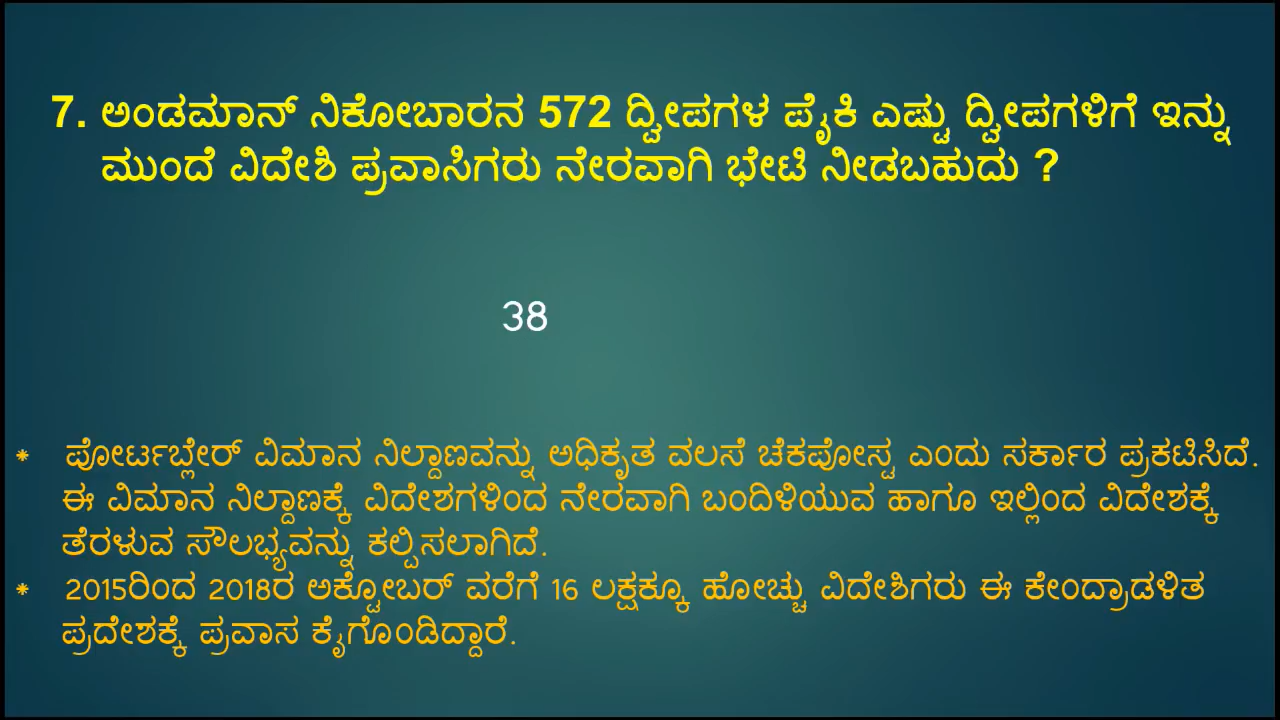 7. ಅಂಡಮಾನ್ ನಿಕೋಬಾರನ 572 ದ್ವೀಪಗಳ ಪೈಕಿ ಎಷ್ಟು ದ್ವೀಪಗಳಿಗೆ ಇನ್ನು
ಮುಂದೆ ವಿದೇಶಿ ಪ್ರವಾಸಿಗರು ನೇರವಾಗಿ ಭೇಟಿ ನೀಡಬಹುದು ?
38
* ಪೋರ್ಟಬ್ಲೇರ್ ವಿಮಾನ ನಿಲ್ದಾಣವನ್ನು ಅಧಿಕೃತ ವಲಸೆ ಚೆಕಪೋಸ್ಟ ಎಂದು ಸರ್ಕಾರ ಪ್ರಕಟಿಸಿದೆ.
ಈ ವಿಮಾನ ನಿಲ್ದಾಣಕ್ಕೆ ವಿದೇಶಗಳಿಂದ ನೇರವಾಗಿ ಬಂದಿಳಿಯುವ ಹಾಗೂ ಇಲ್ಲಿಂದ ವಿದೇಶಕ್ಕೆ
ತೆರಳುವ ಸೌಲಭ್ಯವನ್ನು ಕಲ್ಪಿಸಲಾಗಿದೆ.
* 2015ರಿಂದ 2018ರ ಅಕ್ಟೋಬರ್ ವರೆಗೆ 16 ಲಕ್ಷಕ್ಕೂ ಹೋಚ್ಚು ವಿದೇಶಿಗರು ಈ ಕೇಂದ್ರಾಡಳಿತ
ಪ್ರದೇಶಕ್ಕೆ ಪ್ರವಾಸ ಕೈಗೊಂಡಿದ್ದಾರೆ.